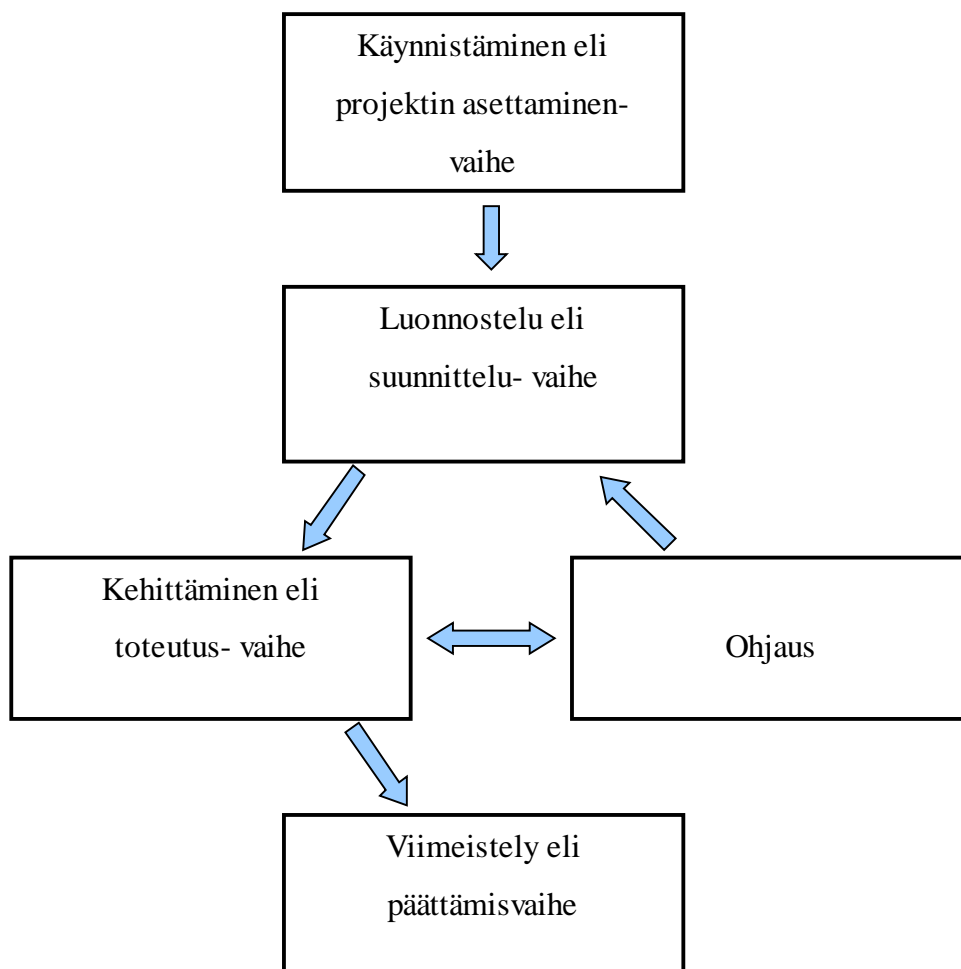 Käynnistäminen eli
projektin asettaminen-
vaihe
Luonnostelu eli
suunnittelu- vaihe
Kehittäminen eli
toteutus- vaihe
Ohjaus
Viimeistely eli
päättämisvaihe